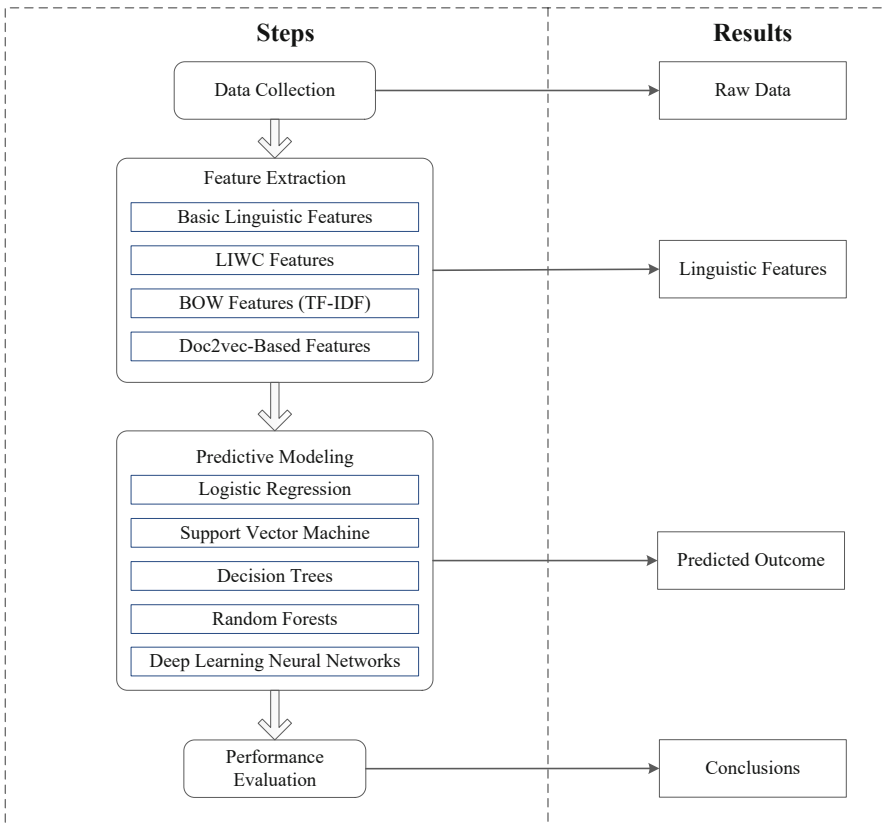 Steps
Results
Data Collection
Raw Data
Feature Extraction
Basic Linguistic Features
LIWC Features
BOW Features (TF-IDF)
Doc2vec-Based Features
Linguistic Features
Predictive Modeling
Logistic Regression
Support Vector Machine
Decision Trees
Random Forests
Deep Learning Neural Networks
Predicted Outcome
Performance
Evaluation
Conclusions